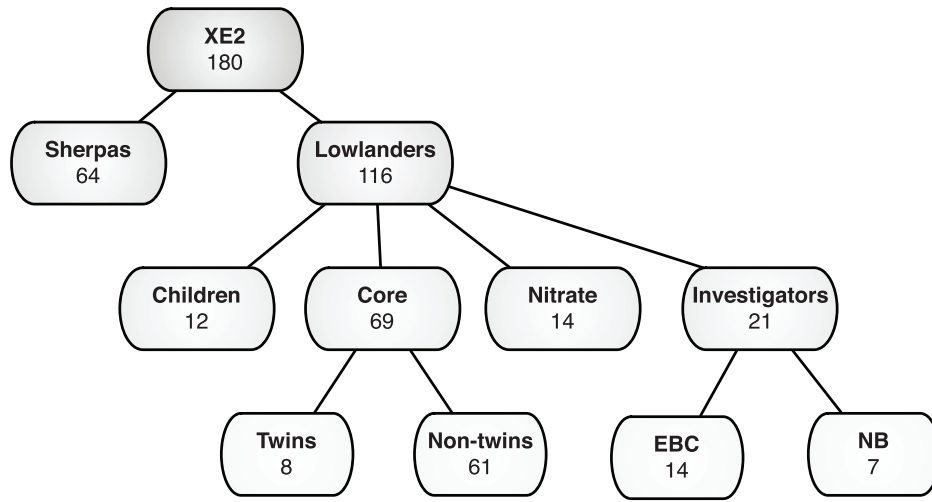 XE2
180
Sherpas
64
Lowlanders
116
Children
12
Core
69
Nitrate
14
Investigators
21
Twins
8
Non-twins
61
EBC
14
NB
7